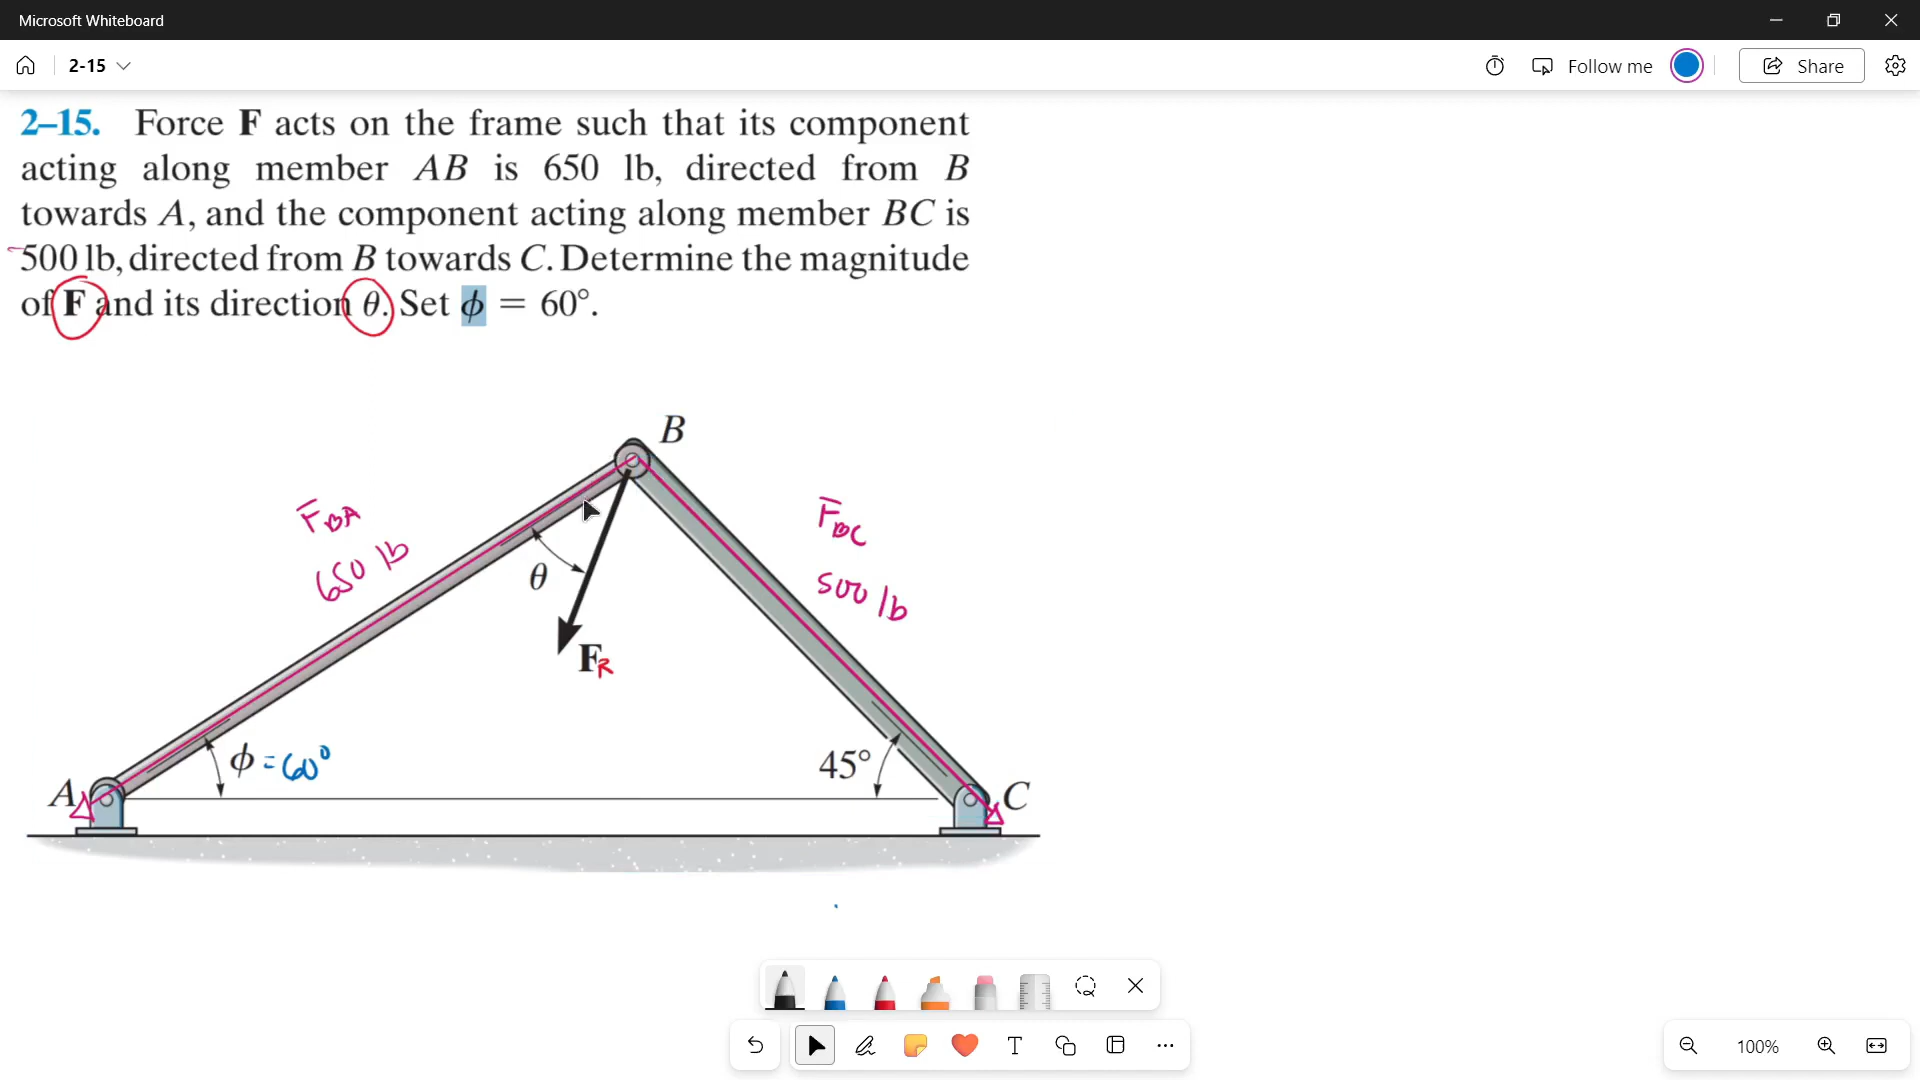 Microsoft Whiteboard
2-15
Follow me
Share
2–15. Force F acts on the frame such that its component
acting along member AB is 650 lb, directed from B
towards A, and the component acting along member BC is
500 lb, directed from B towards C. Determine the magnitude
of F and its direction θ. Set ϕ = 60°.
B
F̅BA
650 lb
F̅BC
500 lb
θ
FR
ϕ = 60°
45°
A
C
100%